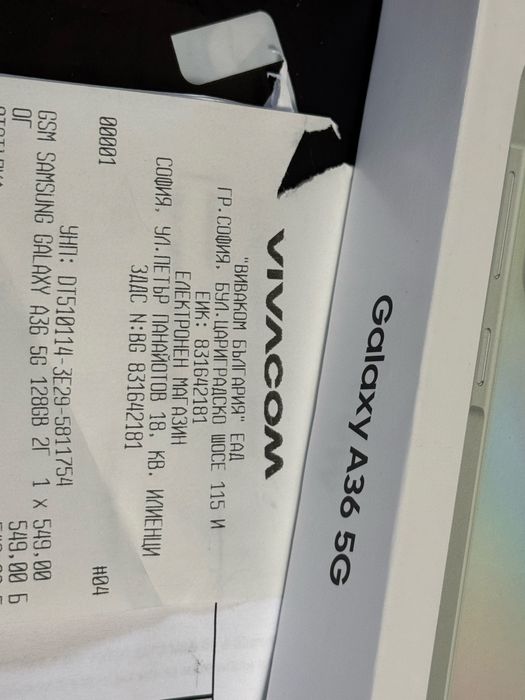 Galaxy A36 5G
VIVACOM
"ВИВАКОМ БЪЛГАРИЯ" ЕАД
ГР.СОФИЯ, БУЛ.ЦАРИГРАДСКО ШОСЕ 115 И
ЕИК: 831642181
ЕЛЕКТРОНЕН МАГАЗИН
СОФИЯ, УЛ.ПЕТЪР ПАНАЙОТОВ 18, КВ. ИЛИЕНЦИ
ЗДДС N:BG 831642181
00001 #04
УНП: DT510114-3E29-5811754
GSM SAMSUNG GALAXY A36 5G 128GB 2Г 1 x 549,00
ОГ 549,00 Б